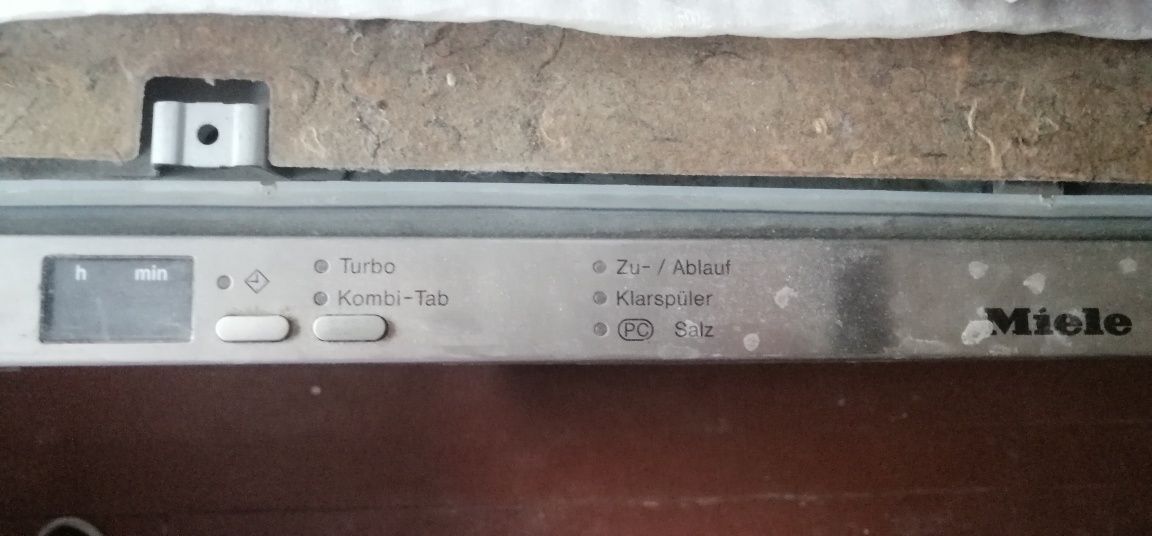 h min
Turbo
Kombi-Tab
Zu- / Ablauf
Klarspüler
PC Salz
Miele